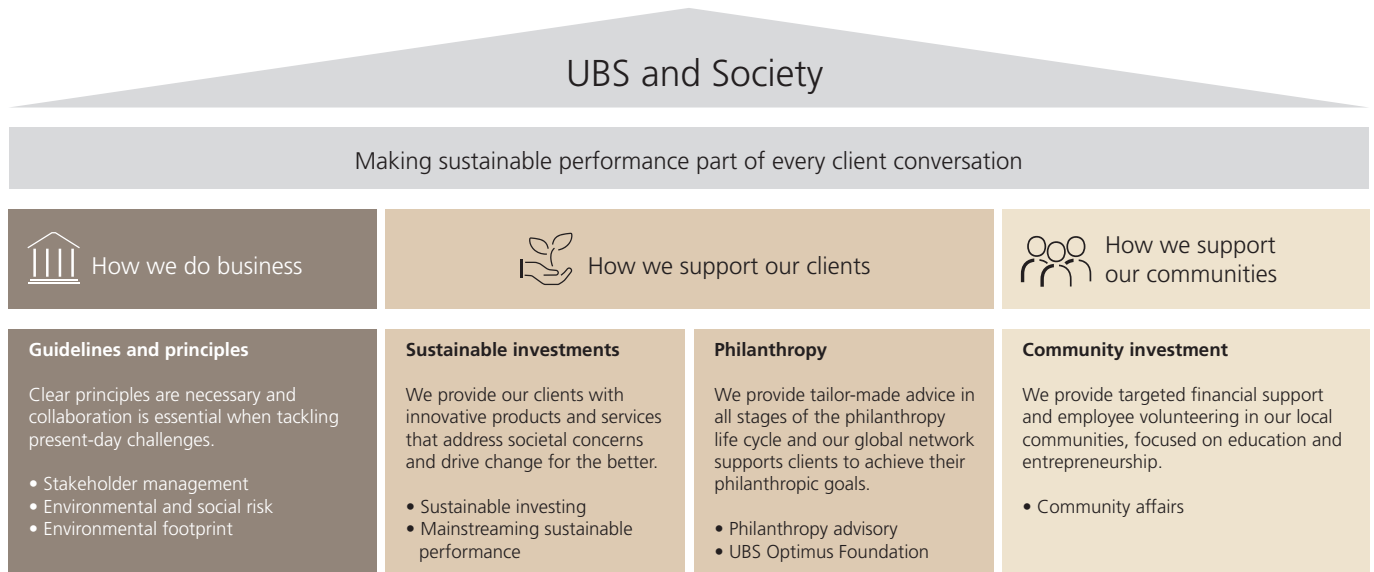 UBS and Society
Making sustainable performance part of every client conversation
How we do business
How we support our clients
How we support
our communities
Guidelines and principles
Clear principles are necessary and
collaboration is essential when tackling
present-day challenges.
• Stakeholder management
• Environmental and social risk
• Environmental footprint
Sustainable investments
We provide our clients with
innovative products and services
that address societal concerns
and drive change for the better.
• Sustainable investing
• Mainstreaming sustainable
performance
Philanthropy
We provide tailor-made advice in
all stages of the philanthropy
life cycle and our global network
supports clients to achieve their
philanthropic goals.
• Philanthropy advisory
• UBS Optimus Foundation
Community investment
We provide targeted financial support
and employee volunteering in our local
communities, focused on education and
entrepreneurship.
• Community affairs